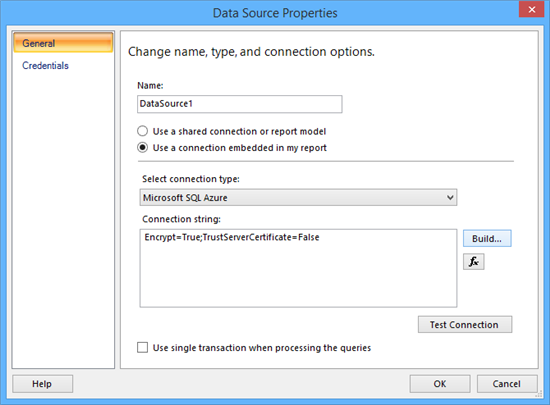 Data Source Properties
General
Credentials
Change name, type, and connection options.
Name:
DataSource1
Use a shared connection or report model
Use a connection embedded in my report
Select connection type:
Microsoft SQL Azure
Connection string:
Encrypt=True;TrustServerCertificate=False
Build...
fx
Test Connection
Use single transaction when processing the queries
Help
OK
Cancel